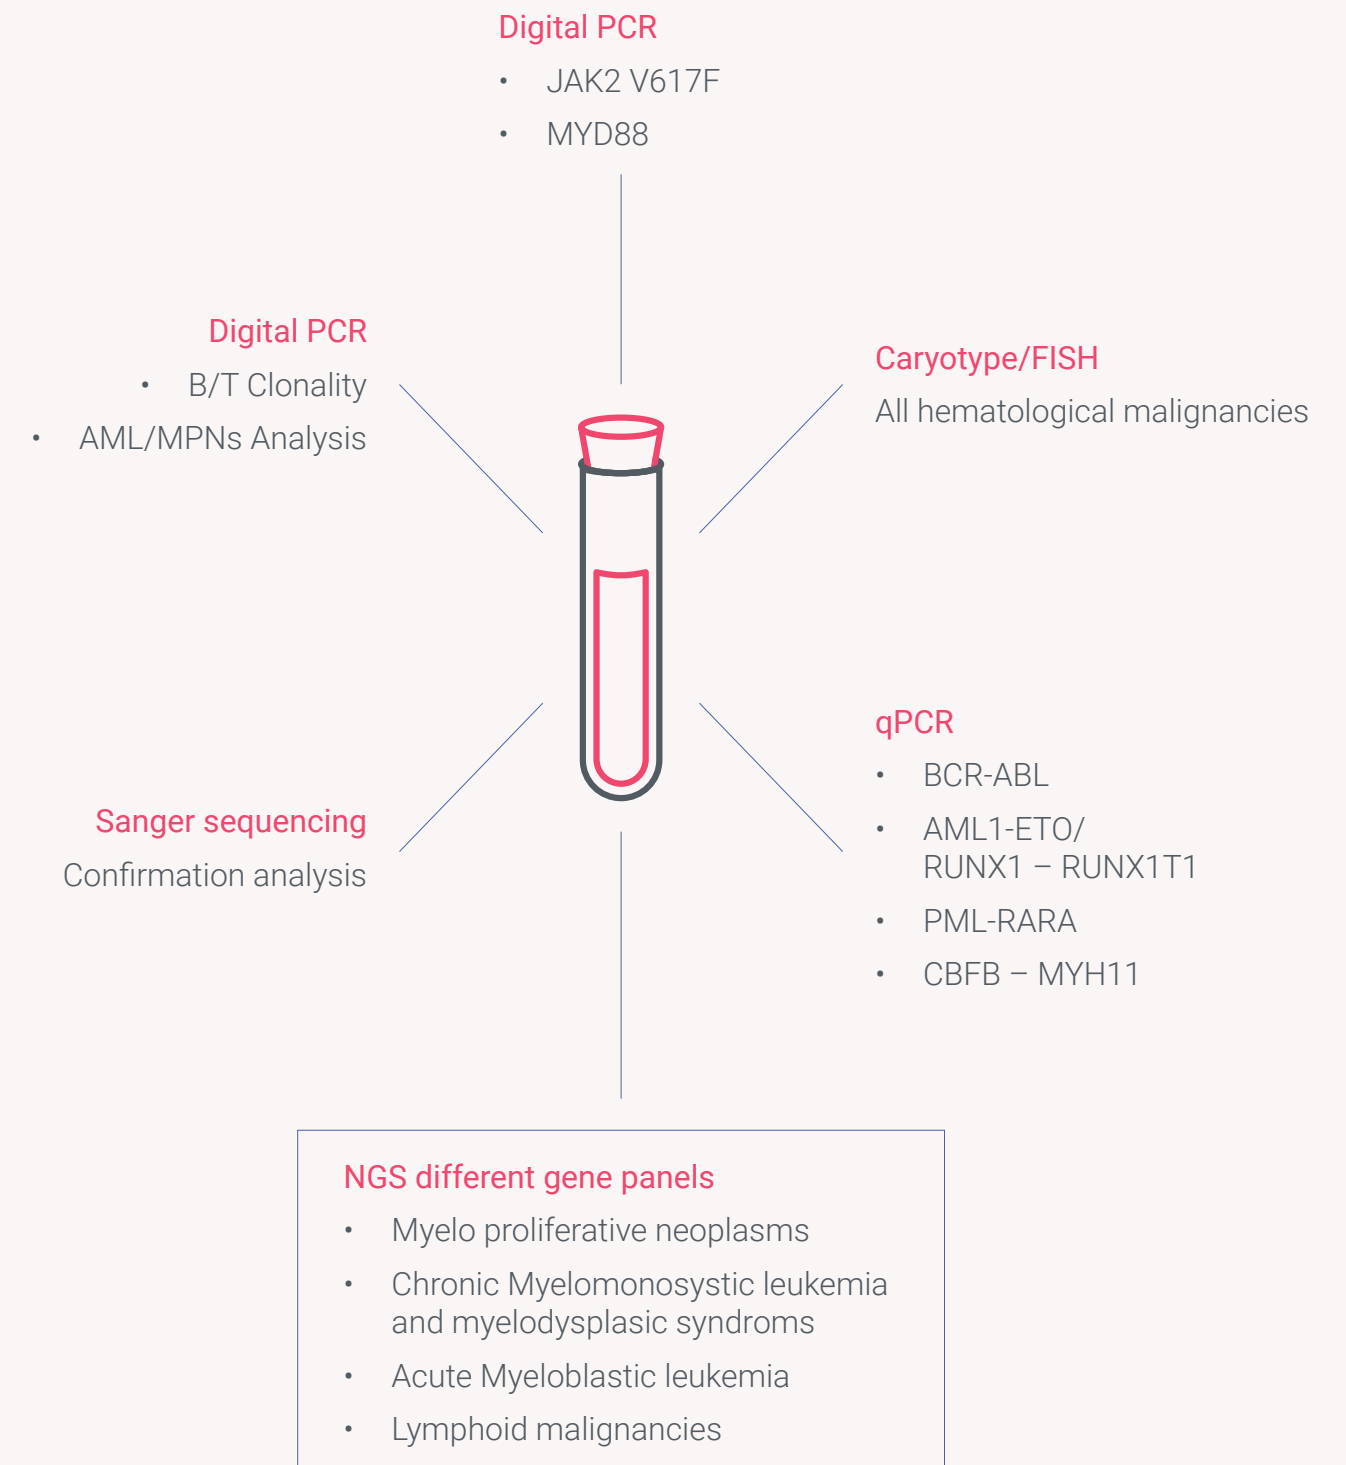 Digital PCR
• JAK2 V617F
• MYD88
Digital PCR
• B/T Clonality
• AML/MPNs Analysis
Caryotype/FISH
All hematological malignancies
Sanger sequencing
Confirmation analysis
qPCR
• BCR-ABL
• AML1-ETO/
RUNX1 – RUNX1T1
• PML-RARA
• CBFB – MYH11
NGS different gene panels
• Myelo proliferative neoplasms
• Chronic Myelomonosystic leukemia
and myelodysplasic syndroms
• Acute Myeloblastic leukemia
• Lymphoid malignancies